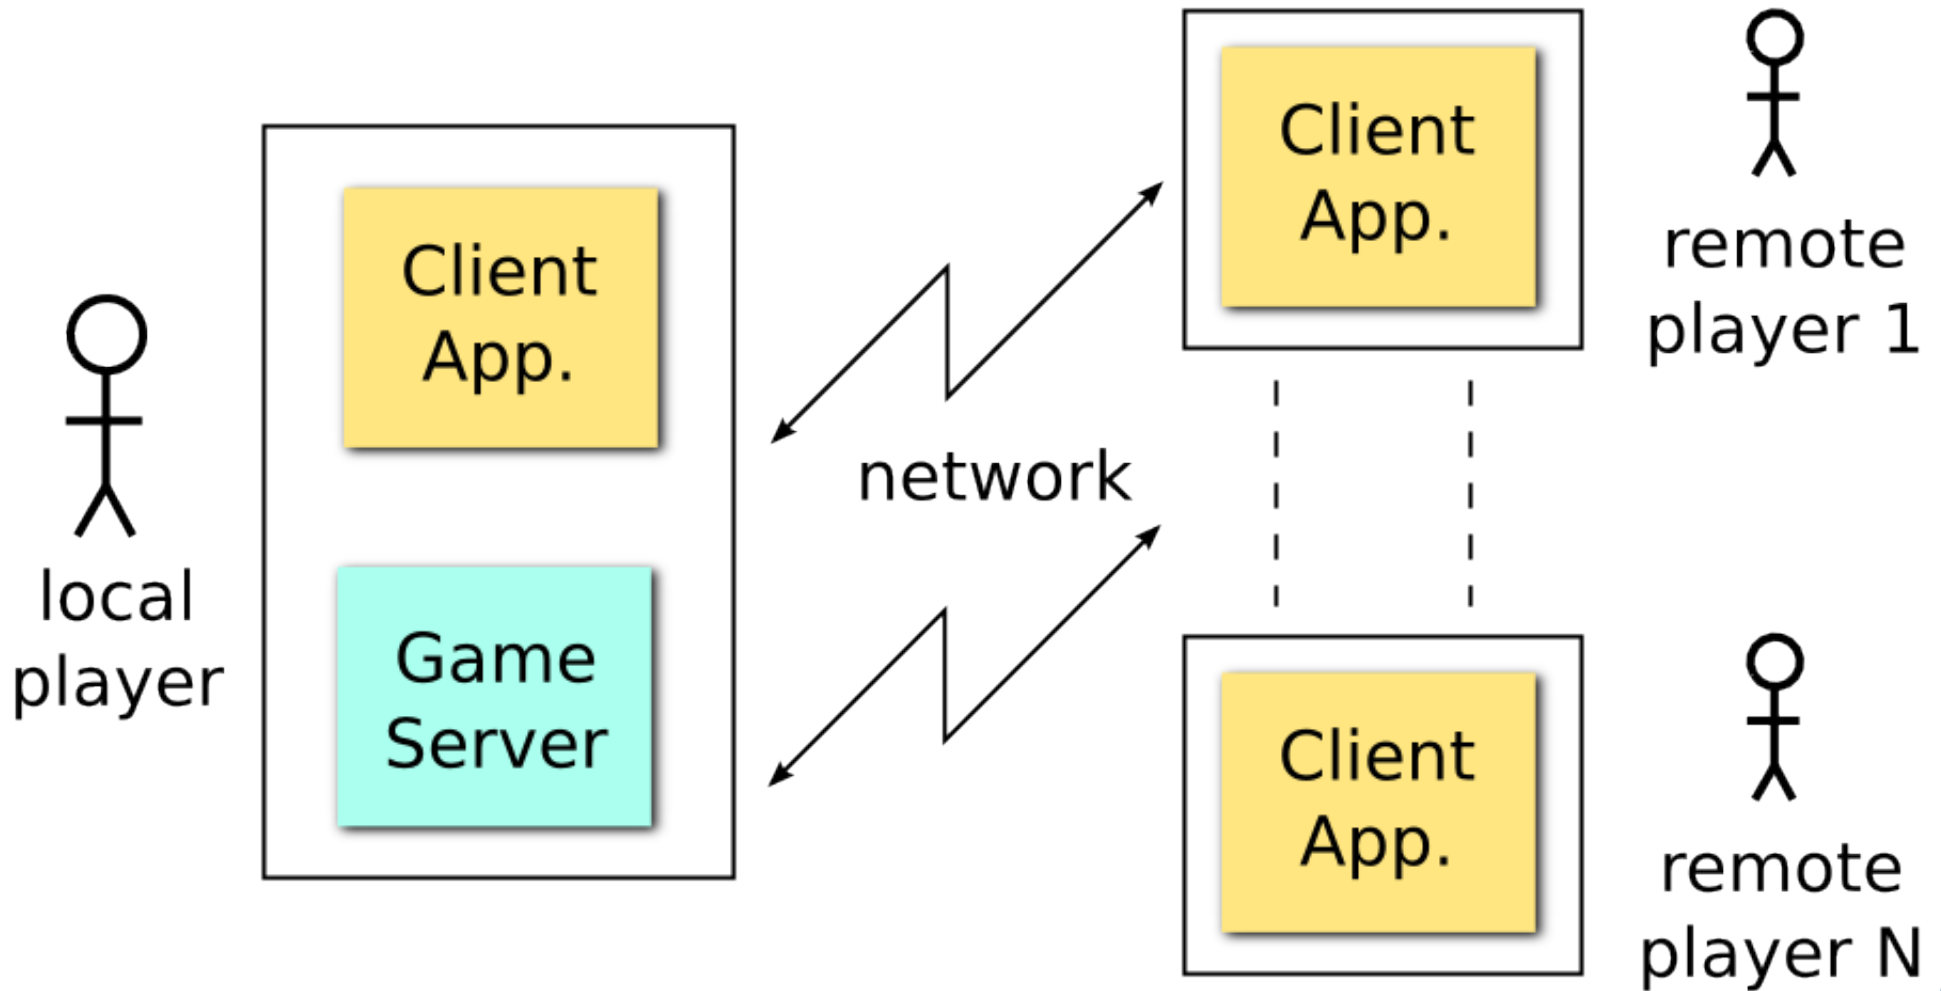 Client
App.
Game
Server
local
player
network
Client
App.
remote
player 1
Client
App.
remote
player N